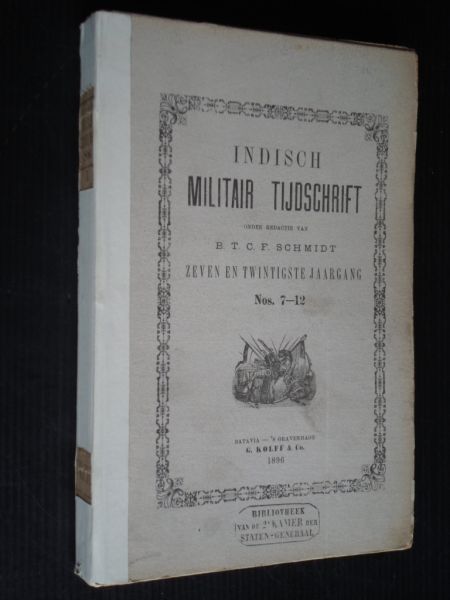 INDISCH
MILITAIR TIJDSCHRIFT
ONDER REDACTIE VAN
B. T. C. F. SCHMIDT
ZEVEN EN TWINTIGSTE JAARGANG
Nos. 7—12
BATAVIA — 'S GRAVENHAGE
G. KOLFF & Co.
1896
BIBLIOTHEEK
VAN DE 2e KAMER DER
STATEN-GENERAAL